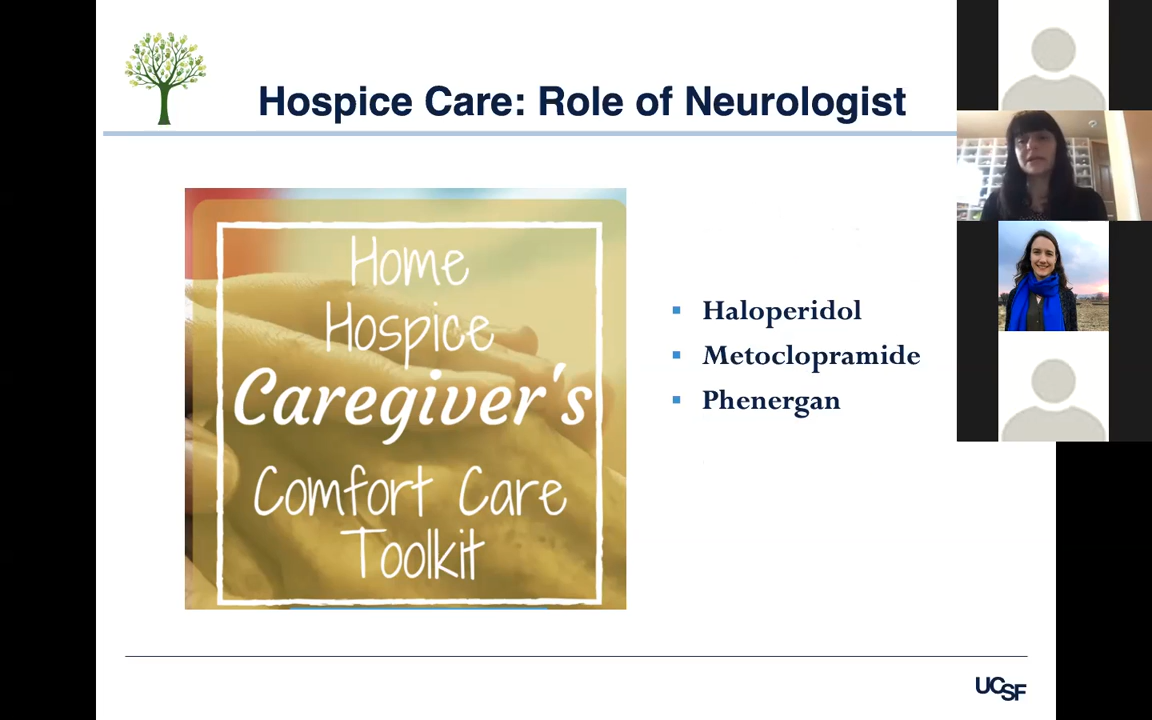 Hospice Care: Role of Neurologist
Home
Hospice
Caregiver's
Comfort Care
Toolkit
Haloperidol
Metoclopramide
Phenergan
UCSF